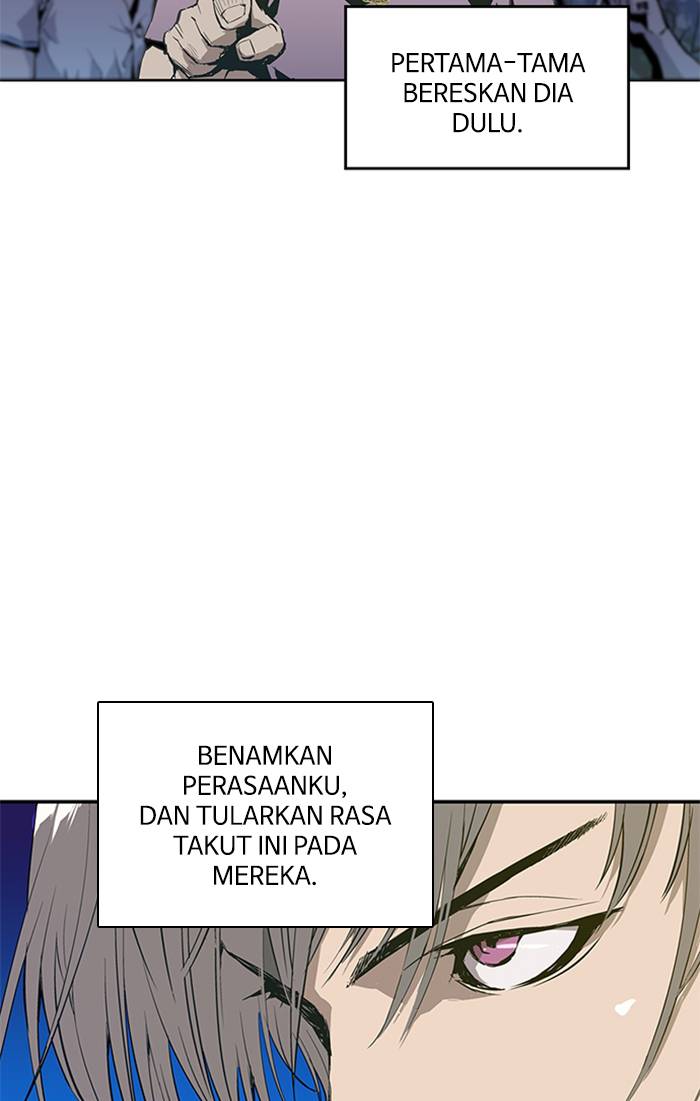 PERTAMA-TAMA
BERESKAN DIA
DULU.
BENAMKAN
PERASAANKU,
DAN TULARKAN RASA
TAKUT INI PADA
MEREKA.